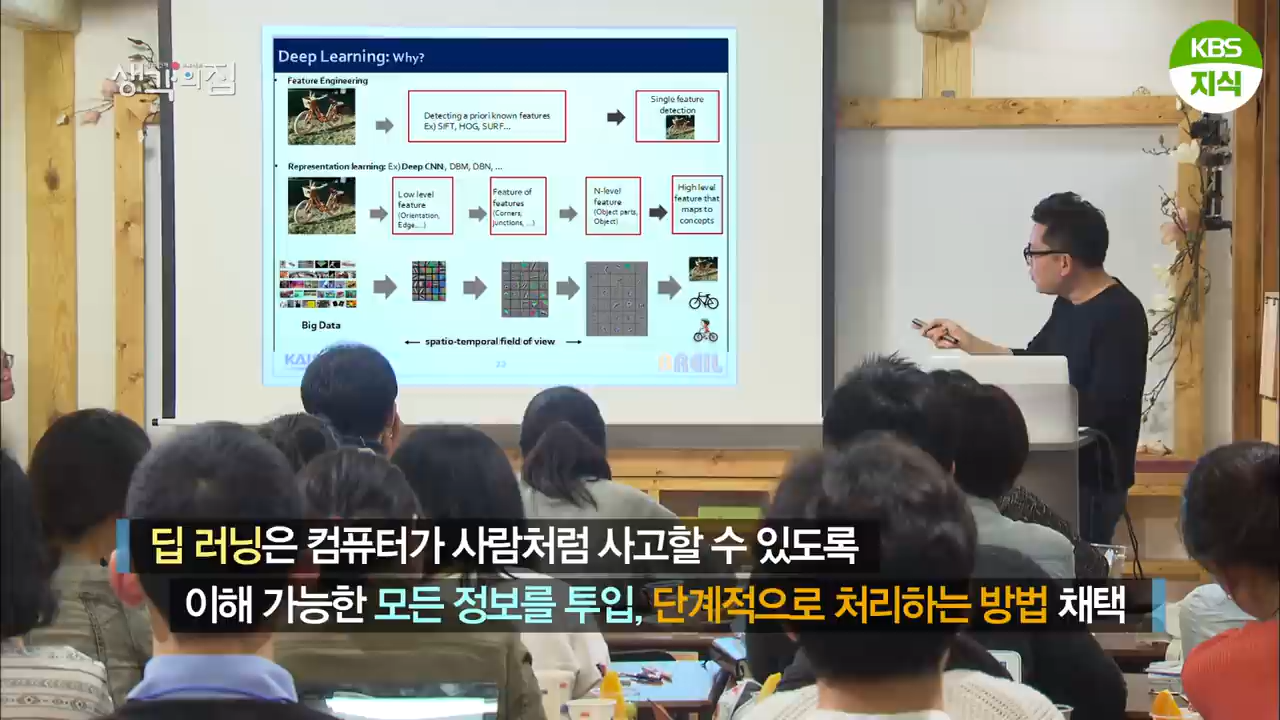 생각의집
KBS
지식
Deep Learning: Why?
• Feature Engineering
Detecting a priori known features
Ex) SIFT, HOG, SURF...
Single feature
detection
• Representation learning: Ex) Deep CNN, DBM, DBN, ...
Low level
feature
(Orientation,
Edge,...)
Feature of
features
(Corners,
junctions, ...)
N-level
feature
(Object parts,
Object)
High level
feature that
maps to
concepts
Big Data
spatio-temporal field of view
22
딥 러닝은 컴퓨터가 사람처럼 사고할 수 있도록
이해 가능한 모든 정보를 투입, 단계적으로 처리하는 방법 채택